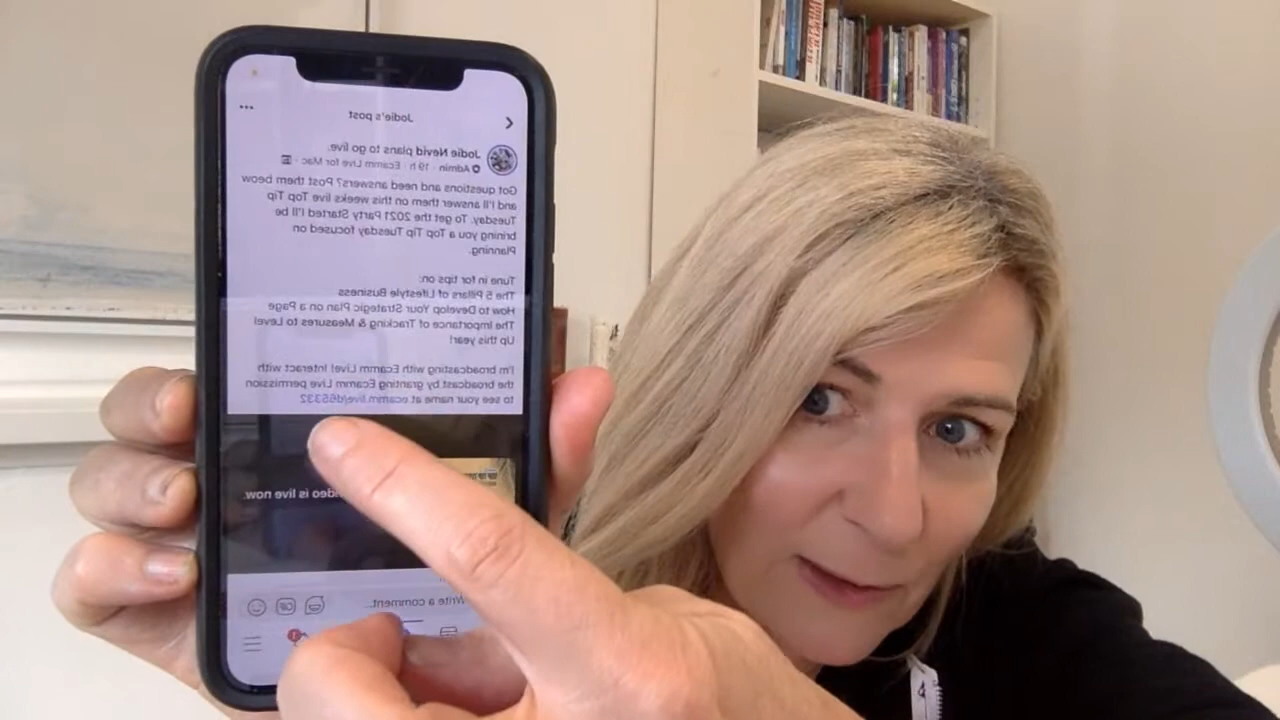 Jodie's post
Jodie Nevid plans to go live.
Admin · 19 h · Ecamm Live for Mac ·
Got questions and need answers? Post them beow
and I'll answer them on this weeks live Top Tip
Tuesday. To get the 2021 Party Started I'll be
brining you a Top Tip Tuesday focused on
Planning.
Tune in for tips on:
The 5 Pillars of Lifestyle Business
How to Develop Your Strategic Plan on a Page
The Importance of Tracking & Measures to Level
Up this year!
I'm broadcasting with Ecamm Live! Interact with
the broadcast by granting Ecamm Live permission
to see your name at ecamm.live/d65332
video is live now.
Write a comment...
GIF
1